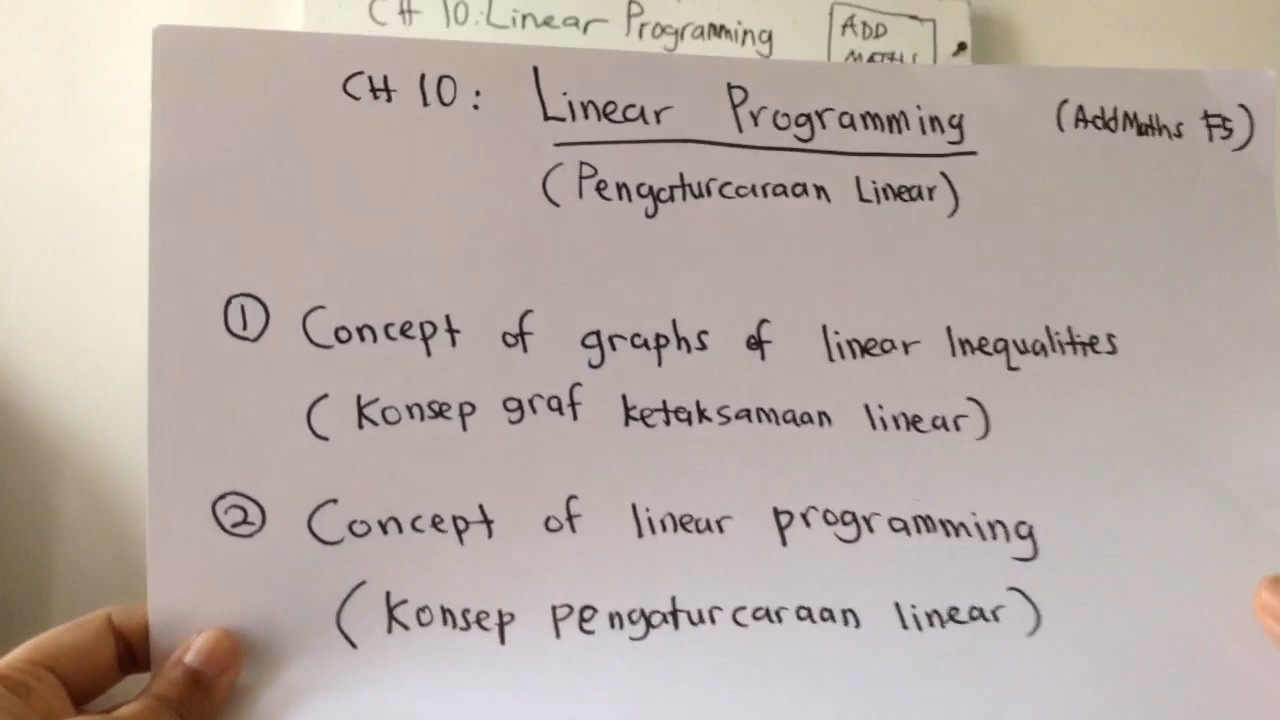 CH 10: Linear Programming
ADD
MATHS
CH 10: Linear Programming (AddMaths F5)
(Pengaturcaraan Linear)
① Concept of graphs of linear Inequalities
(Konsep graf ketaksamaan linear)
② Concept of linear programming
(Konsep pengaturcaraan linear)